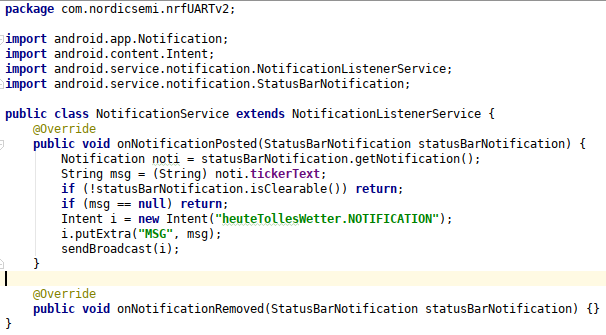 package com.nordicsemi.nrfUARTv2;
import android.app.Notification;
import android.content.Intent;
import android.service.notification.NotificationListenerService;
import android.service.notification.StatusBarNotification;
public class NotificationService extends NotificationListenerService {
@Override
public void onNotificationPosted(StatusBarNotification statusBarNotification) {
Notification noti = statusBarNotification.getNotification();
String msg = (String) noti.tickerText;
if (!statusBarNotification.isClearable()) return;
if (msg == null) return;
Intent i = new Intent("heuteTollesWetter.NOTIFICATION");
i.putExtra("MSG", msg);
sendBroadcast(i);
}
@Override
public void onNotificationRemoved(StatusBarNotification statusBarNotification) {}
}